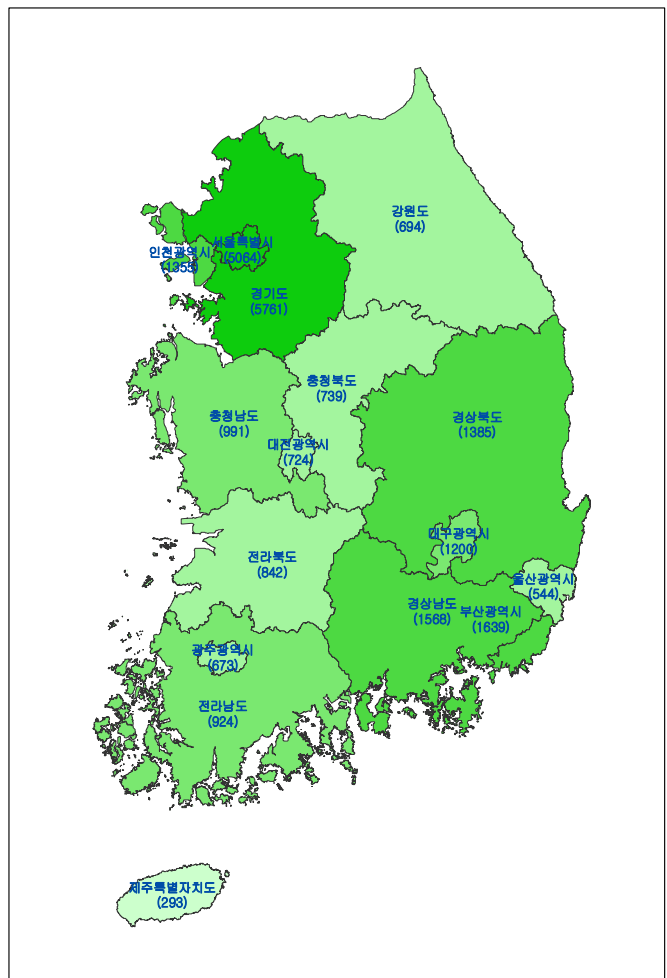 강원도
(694)
서울특별시
(5064)
인천광역시
(1355)
경기도
(5761)
충청북도
(739)
충청남도
(991)
경상북도
(1385)
대전광역시
(724)
대구광역시
(1200)
전라북도
(842)
울산광역시
(544)
경상남도
(1568)
부산광역시
(1639)
광주광역시
(673)
전라남도
(924)
제주특별자치도
(293)